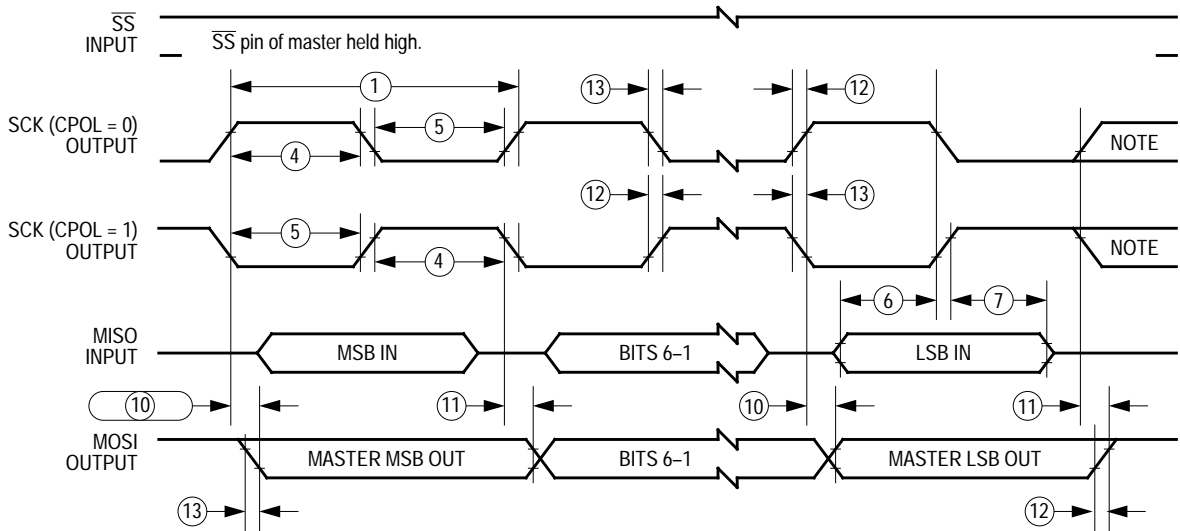 SS
INPUT
SS pin of master held high.
1
13
12
SCK (CPOL = 0)
OUTPUT
5
4
NOTE
12
13
SCK (CPOL = 1)
OUTPUT
5
4
NOTE
6
7
MISO
INPUT
MSB IN
BITS 6–1
LSB IN
10
11
10
11
MOSI
OUTPUT
MASTER MSB OUT
BITS 6–1
MASTER LSB OUT
13
12